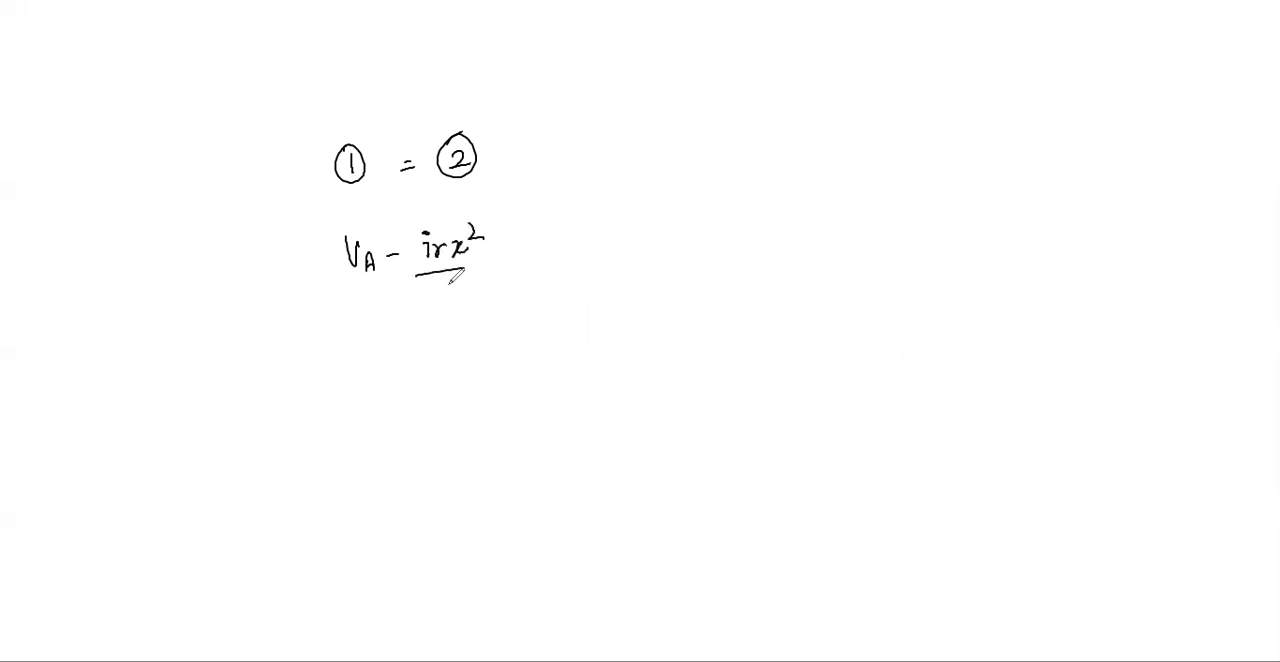 ① = ②
V_A - irx²